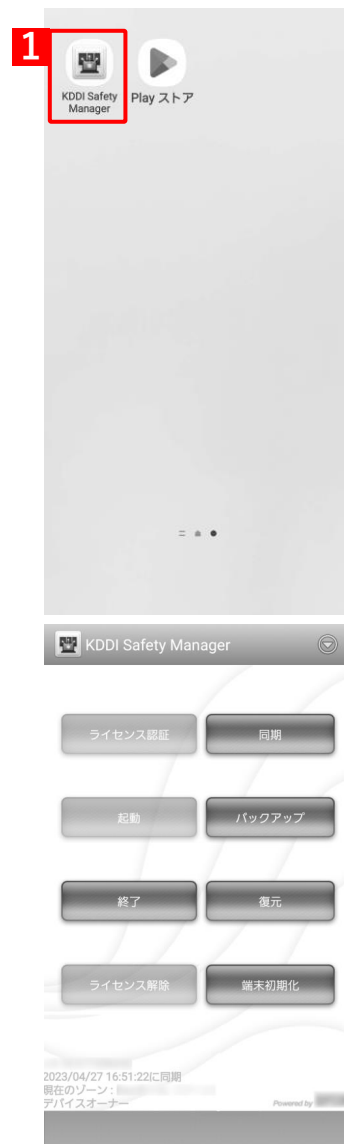 1
KDDI Safety
Manager
Play ストア
KDDI Safety Manager
ライセンス認証
同期
起動
バックアップ
終了
復元
ライセンス解除
端末初期化
2023/04/27 16:51:22に同期
現在のゾーン :
デバイスオーナー
Powered by